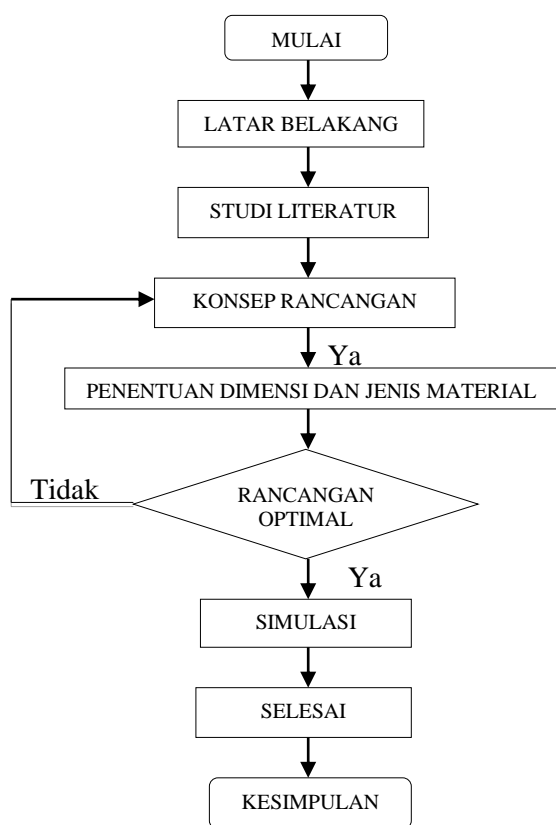 MULAI
LATAR BELAKANG
STUDI LITERATUR
KONSEP RANCANGAN
Ya
PENENTUAN DIMENSI DAN JENIS MATERIAL
Tidak
RANCANGAN
OPTIMAL
Ya
SIMULASI
SELESAI
KESIMPULAN